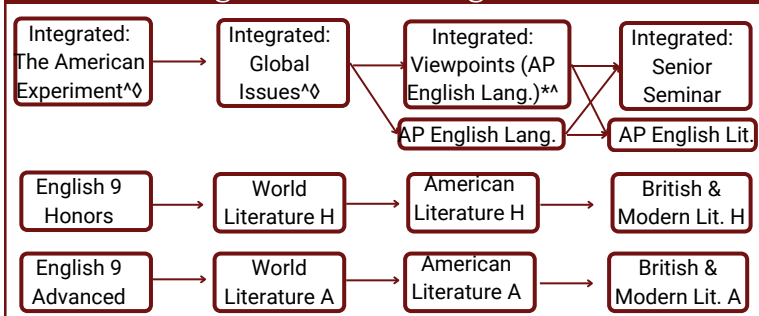 Integrated:
The American
Experiment^◊
Integrated:
Global
Issues^◊
Integrated:
Viewpoints (AP
English Lang.)*^
Integrated:
Senior
Seminar
AP English Lang.
AP English Lit.
English 9
Honors
World
Literature H
American
Literature H
British &
Modern Lit. H
English 9
Advanced
World
Literature A
American
Literature A
British &
Modern Lit. A